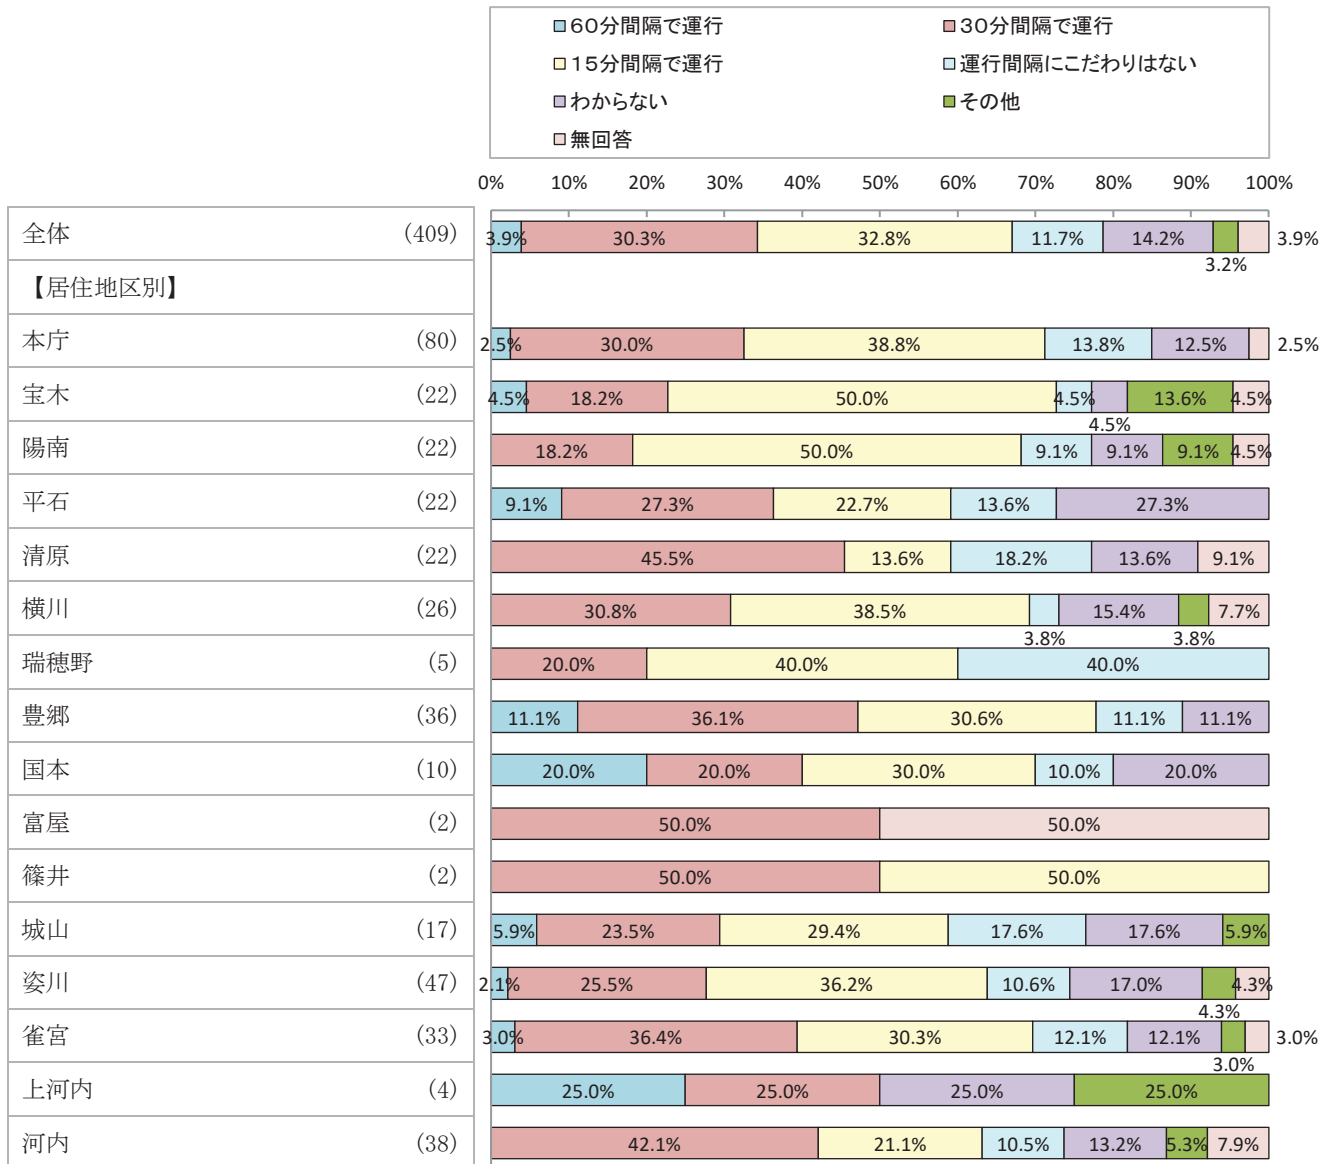 60分間隔で運行 30分間隔で運行
15分間隔で運行 運行間隔にこだわりはない
わからない その他
無回答
0% 10% 20% 30% 40% 50% 60% 70% 80% 90% 100%
全体 (409) 3.9% 30.3% 32.8% 11.7% 14.2% 3.9%
3.2%
【居住地区別】
本庁 (80) 2.5% 30.0% 38.8% 13.8% 12.5% 2.5%
宝木 (22) 4.5% 18.2% 50.0% 4.5% 13.6% 4.5%
4.5%
陽南 (22) 18.2% 50.0% 9.1% 9.1% 9.1% 4.5%
平石 (22) 9.1% 27.3% 22.7% 13.6% 27.3%
清原 (22) 45.5% 13.6% 18.2% 13.6% 9.1%
横川 (26) 30.8% 38.5% 15.4% 7.7%
3.8% 3.8%
瑞穂野 (5) 20.0% 40.0% 40.0%
豊郷 (36) 11.1% 36.1% 30.6% 11.1% 11.1%
国本 (10) 20.0% 20.0% 30.0% 10.0% 20.0%
富屋 (2) 50.0% 50.0%
篠井 (2) 50.0% 50.0%
城山 (17) 5.9% 23.5% 29.4% 17.6% 17.6% 5.9%
姿川 (47) 2.1% 25.5% 36.2% 10.6% 17.0% 4.3%
4.3%
雀宮 (33) 3.0% 36.4% 30.3% 12.1% 12.1% 3.0%
3.0%
上河内 (4) 25.0% 25.0% 25.0% 25.0%
河内 (38) 42.1% 21.1% 10.5% 13.2% 5.3% 7.9%